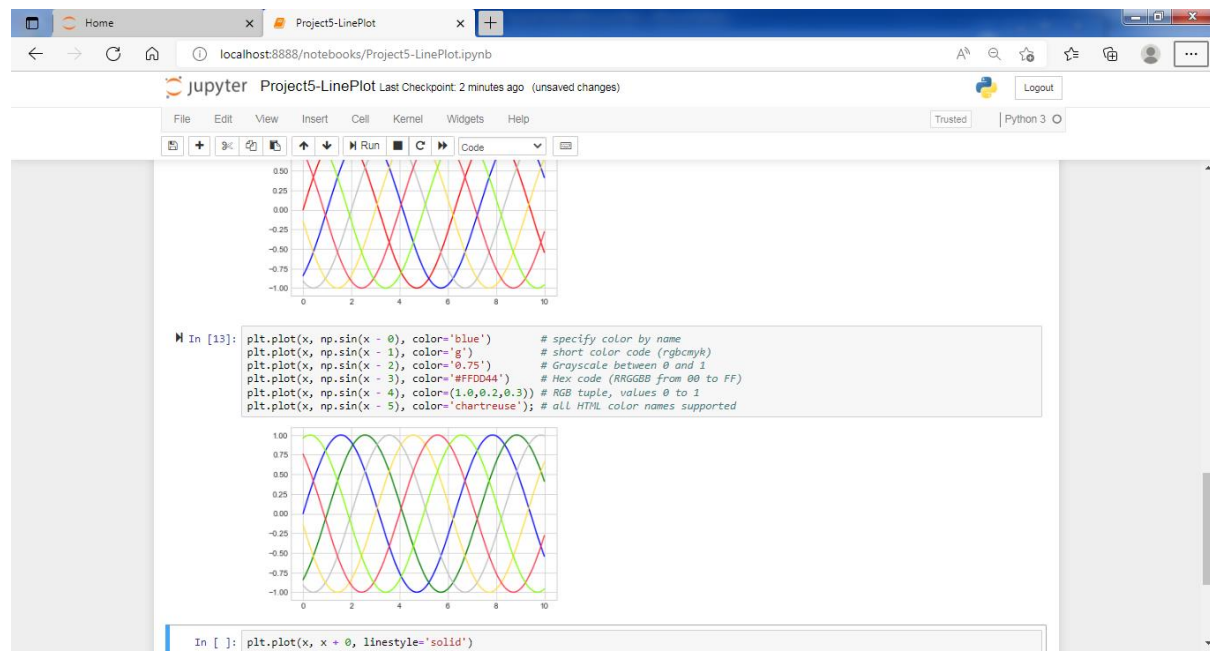 Home
Project5-LinePlot
localhost:8888/notebooks/Project5-LinePlot.ipynb
jupyter Project5-LinePlot Last Checkpoint: 2 minutes ago (unsaved changes)
Logout
File Edit View Insert Cell Kernel Widgets Help
Trusted
Python 3
Run
Code
0.50
0.25
0.00
−0.25
−0.50
−0.75
−1.00
0 2 4 6 8 10
In [13]: plt.plot(x, np.sin(x - 0), color='blue') # specify color by name
plt.plot(x, np.sin(x - 1), color='g') # short color code (rgbcmyk)
plt.plot(x, np.sin(x - 2), color='0.75') # Grayscale between 0 and 1
plt.plot(x, np.sin(x - 3), color='#FFDD44') # Hex code (RRGGBB from 00 to FF)
plt.plot(x, np.sin(x - 4), color=(1.0,0.2,0.3)) # RGB tuple, values 0 to 1
plt.plot(x, np.sin(x - 5), color='chartreuse'); # all HTML color names supported
1.00
0.75
0.50
0.25
0.00
−0.25
−0.50
−0.75
−1.00
0 2 4 6 8 10
In [ ]: plt.plot(x, x + 0, linestyle='solid')